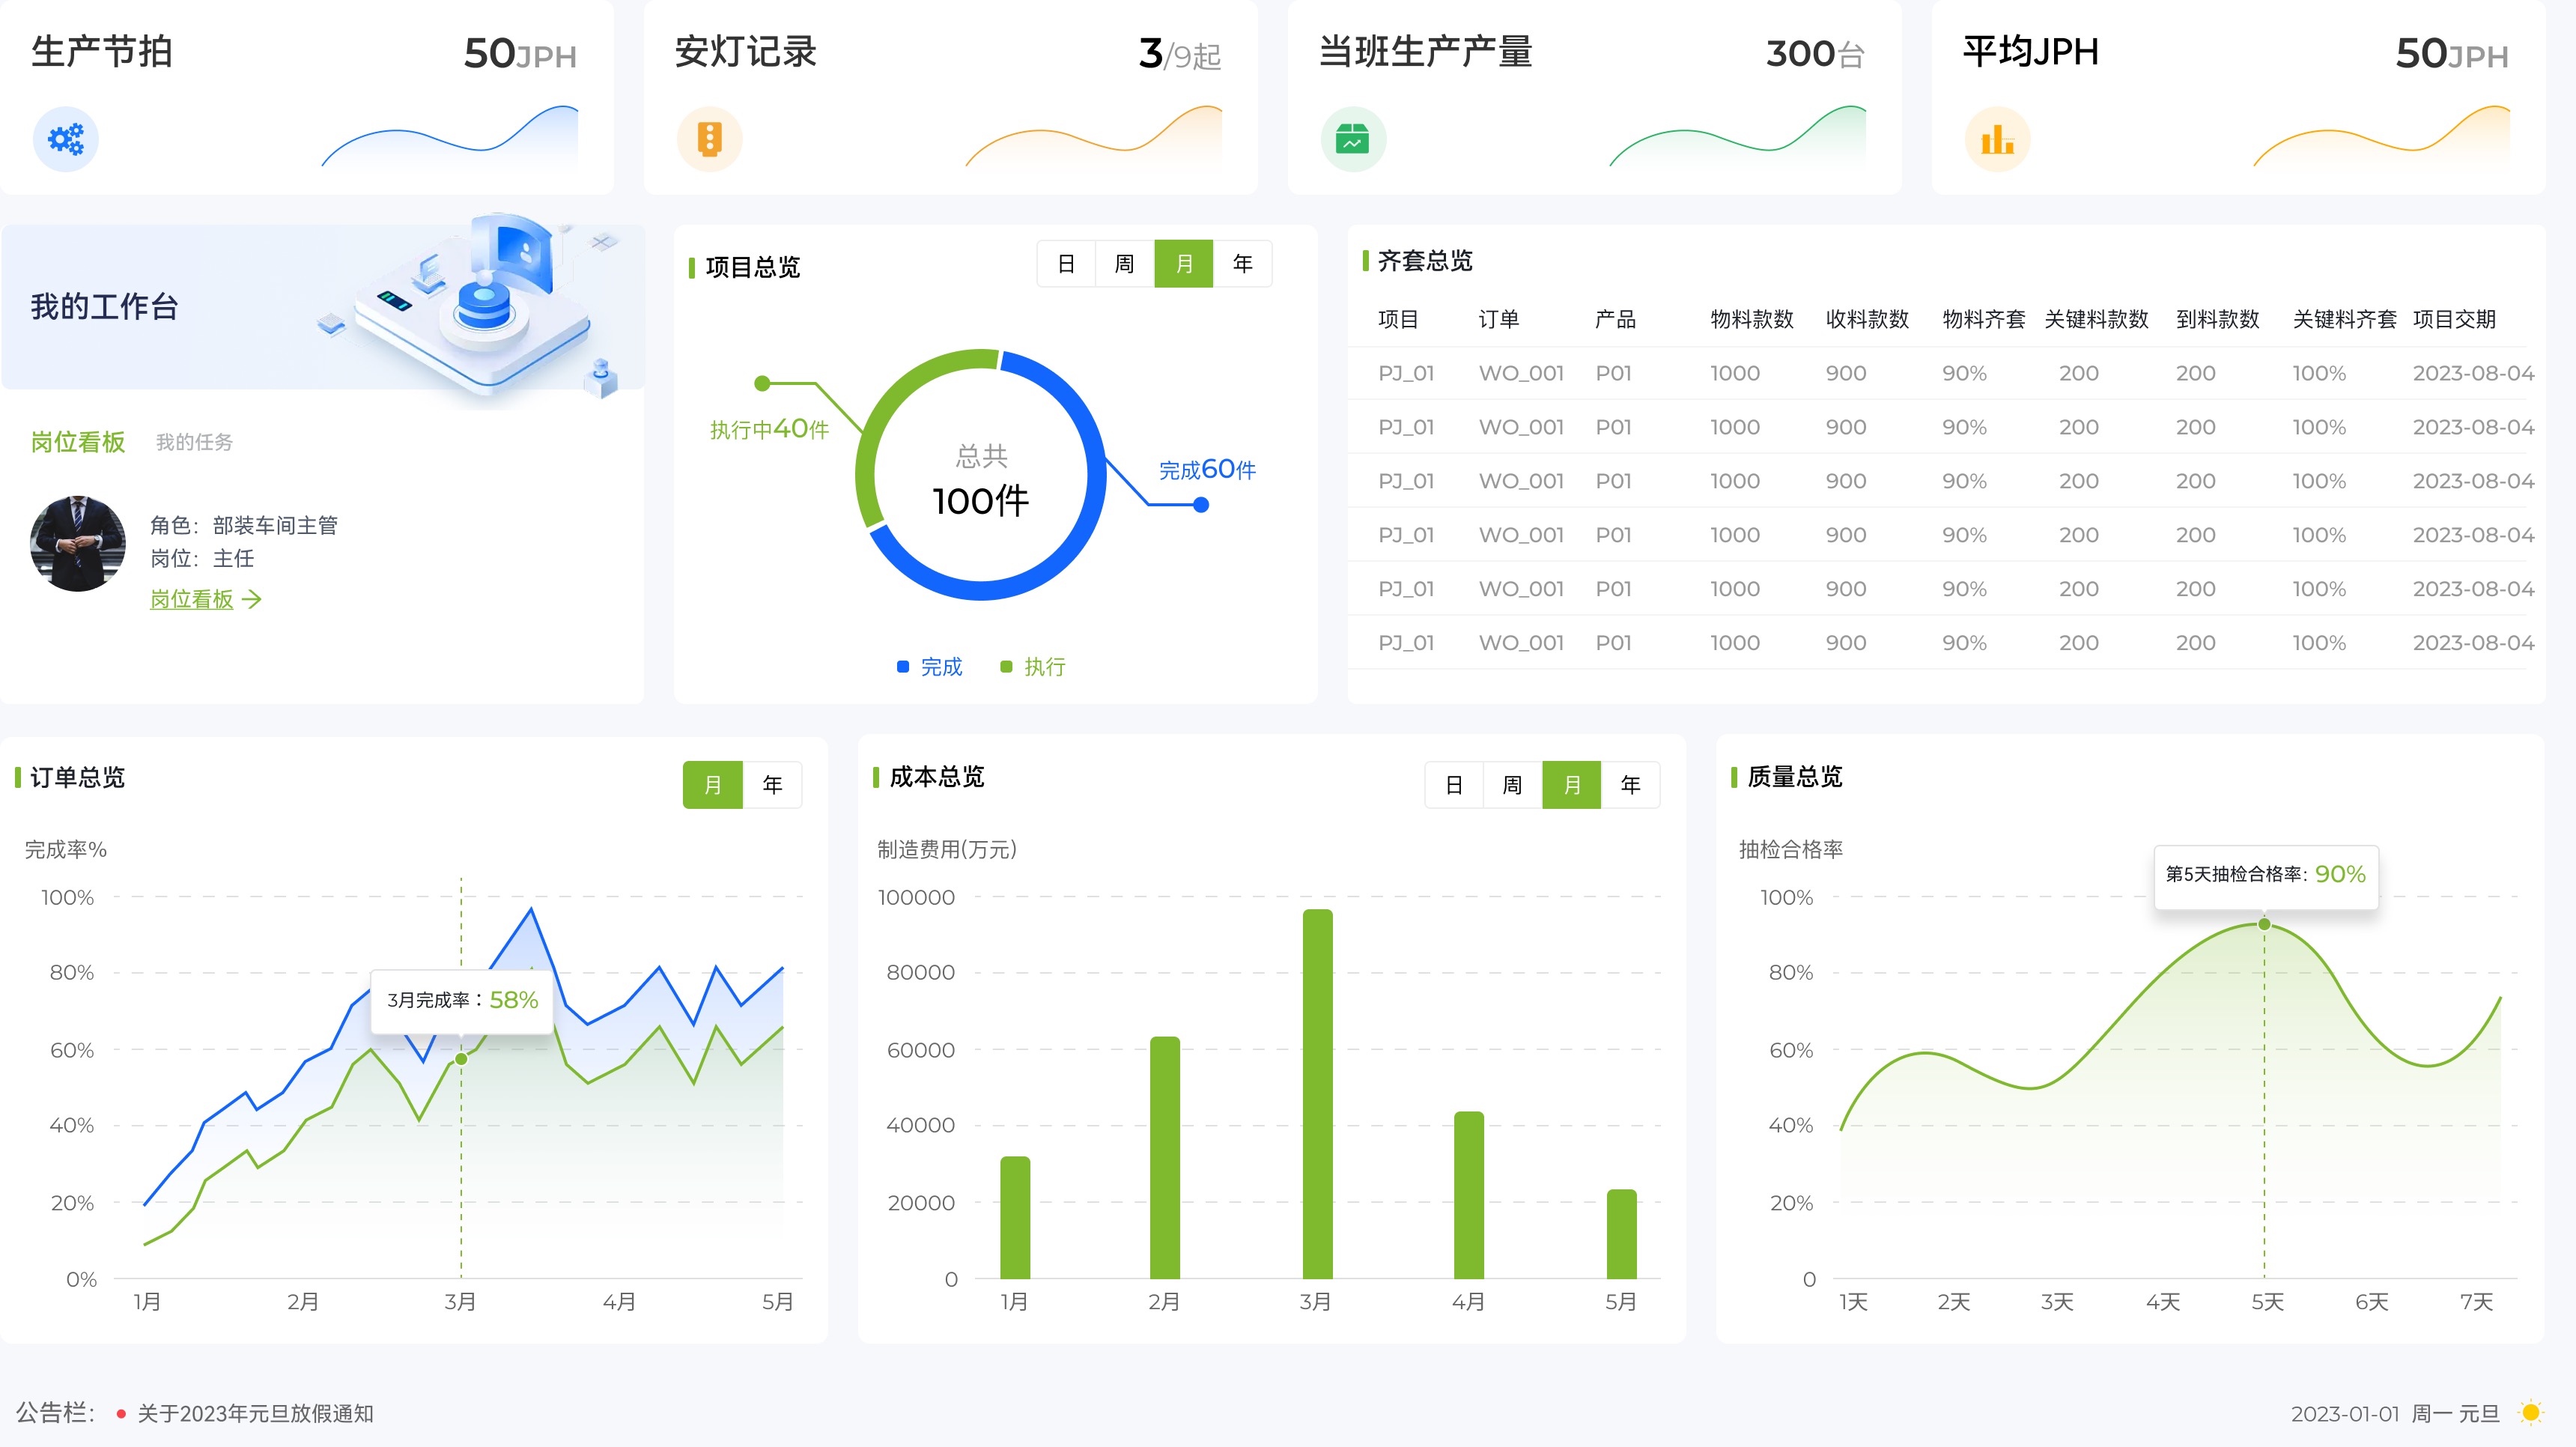 生产节拍 50JPH
安灯记录 3/9起
当班生产产量 300台
平均JPH 50JPH
我的工作台
岗位看板 我的任务
角色：部装车间主管
岗位：主任
岗位看板
项目总览 日 周 月 年
执行中40件
总共
100件
完成60件
完成 执行
齐套总览
项目 订单 产品 物料款数 收料款数 物料齐套 关键料款数 到料款数 关键料齐套 项目交期
PJ_01 WO_001 P01 1000 900 90% 200 200 100% 2023-08-04
PJ_01 WO_001 P01 1000 900 90% 200 200 100% 2023-08-04
PJ_01 WO_001 P01 1000 900 90% 200 200 100% 2023-08-04
PJ_01 WO_001 P01 1000 900 90% 200 200 100% 2023-08-04
PJ_01 WO_001 P01 1000 900 90% 200 200 100% 2023-08-04
PJ_01 WO_001 P01 1000 900 90% 200 200 100% 2023-08-04
订单总览 月 年
完成率%
100%
80%
60%
40%
20%
0%
3月完成率：58%
1月 2月 3月 4月 5月
成本总览 日 周 月 年
制造费用(万元)
100000
80000
60000
40000
20000
0
1月 2月 3月 4月 5月
质量总览
抽检合格率
100%
80%
60%
40%
20%
0
第5天抽检合格率：90%
1天 2天 3天 4天 5天 6天 7天
公告栏： 关于2023年元旦放假通知
2023-01-01 周一 元旦